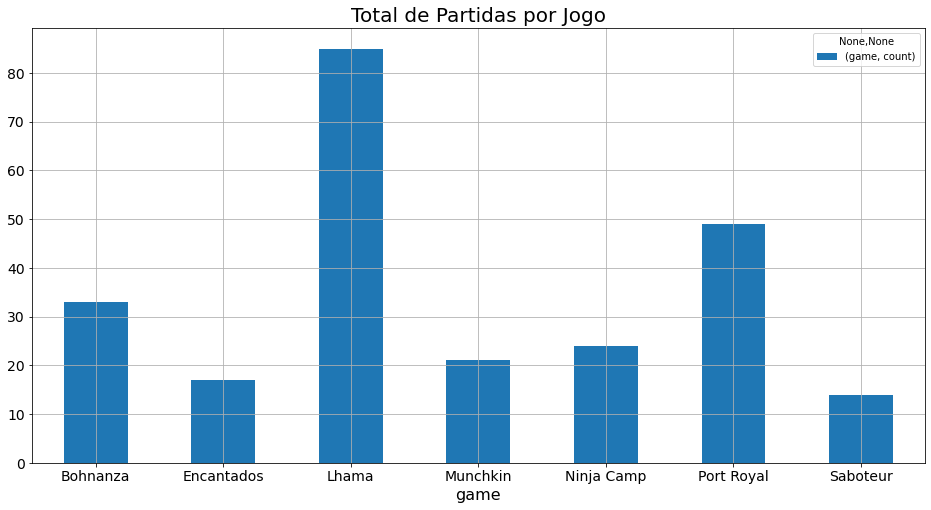 Total de Partidas por Jogo
None,None
(game, count)
80
70
60
50
40
30
20
10
0
Bohnanza Encantados Lhama Munchkin Ninja Camp Port Royal Saboteur
game